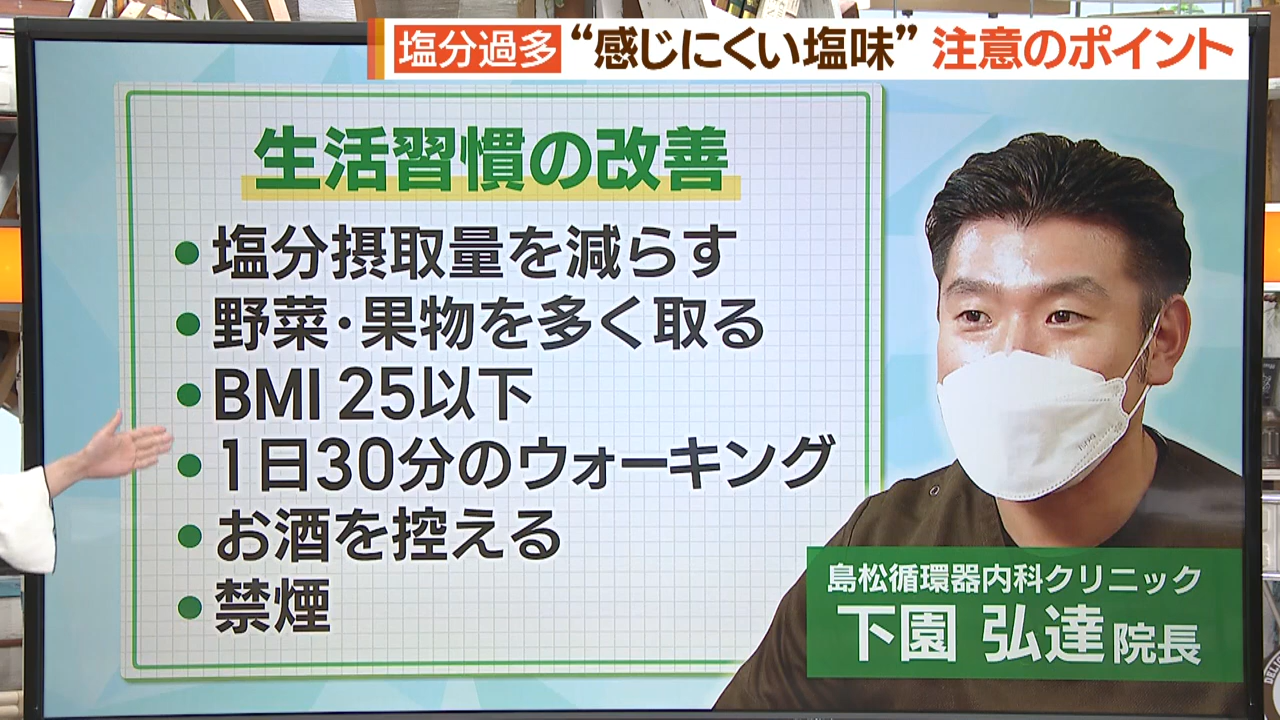 塩分過多 “感じにくい塩味” 注意のポイント
生活習慣の改善
●塩分摂取量を減らす
●野菜・果物を多く取る
●BMI 25以下
●1日30分のウォーキング
●お酒を控える
●禁煙
島松循環器内科クリニック
下園 弘達 院長